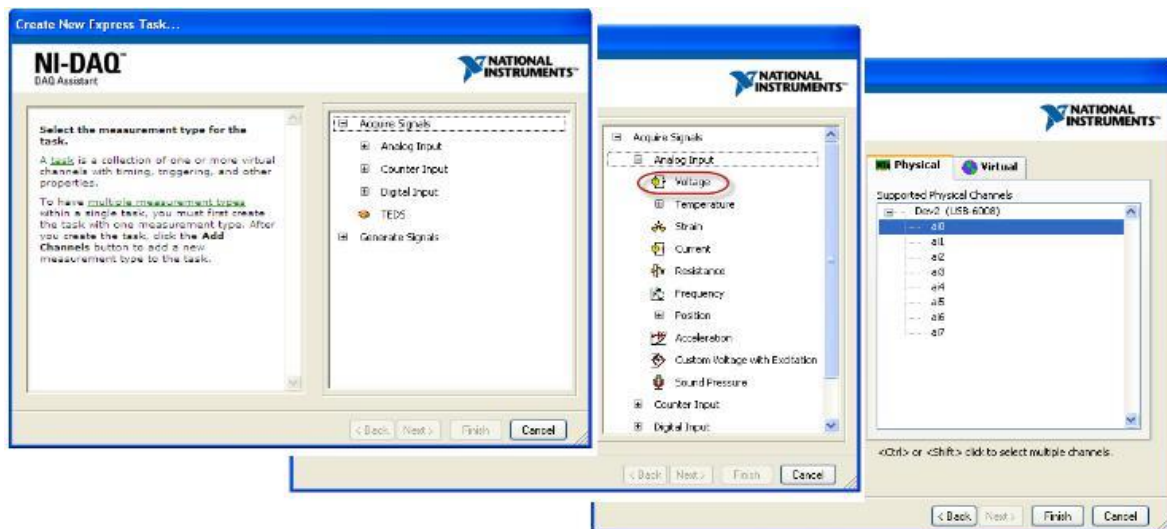 Create New Express Task...
NI-DAQ™
DAQ Assistant
NATIONAL
INSTRUMENTS™
Select the measurement type for the
task.
A task is a collection of one or more virtual
channels with timing, triggering, and other
properties.
To have multiple measurement types
within a single task, you must first create
the task with one measurement type. After
you create the task, click the Add
Channels button to add a new
measurement type to the task.
Acquire Signals
Analog Input
Counter Input
Digital Input
TEDS
Generate Signals
< Back Next > Finish Cancel
NATIONAL
INSTRUMENTS™
Acquire Signals
Analog Input
Voltage
Temperature
Strain
Current
Resistance
Frequency
Position
Acceleration
Custom Voltage with Excitation
Sound Pressure
Counter Input
Digital Input
< Back Next > Finish Cancel
NATIONAL
INSTRUMENTS™
Physical Virtual
Supported Physical Channels
Dev2 (USB-6008)
ai0
ai1
ai2
ai3
ai4
ai5
ai6
ai7
<Ctrl> or <Shift> click to select multiple channels.
< Back Next > Finish Cancel